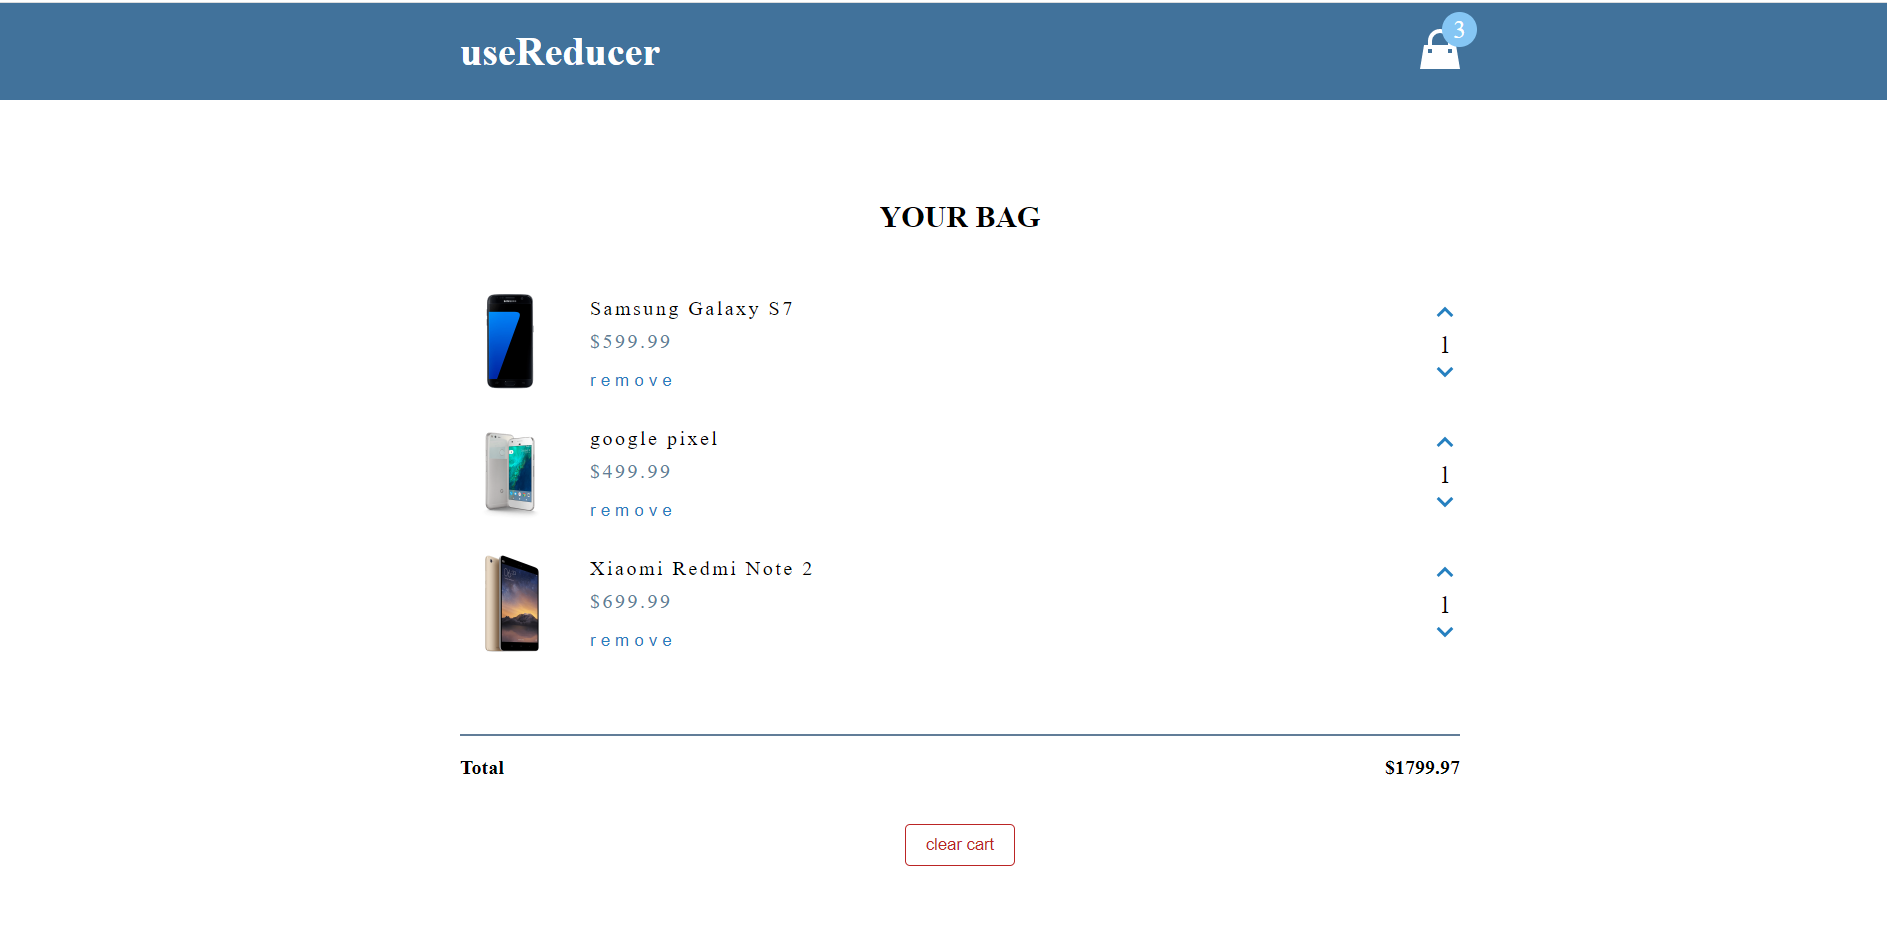 useReducer
3
YOUR BAG
Samsung Galaxy S7
$599.99
remove
1
google pixel
$499.99
remove
1
Xiaomi Redmi Note 2
$699.99
remove
1
Total $1799.97
clear cart